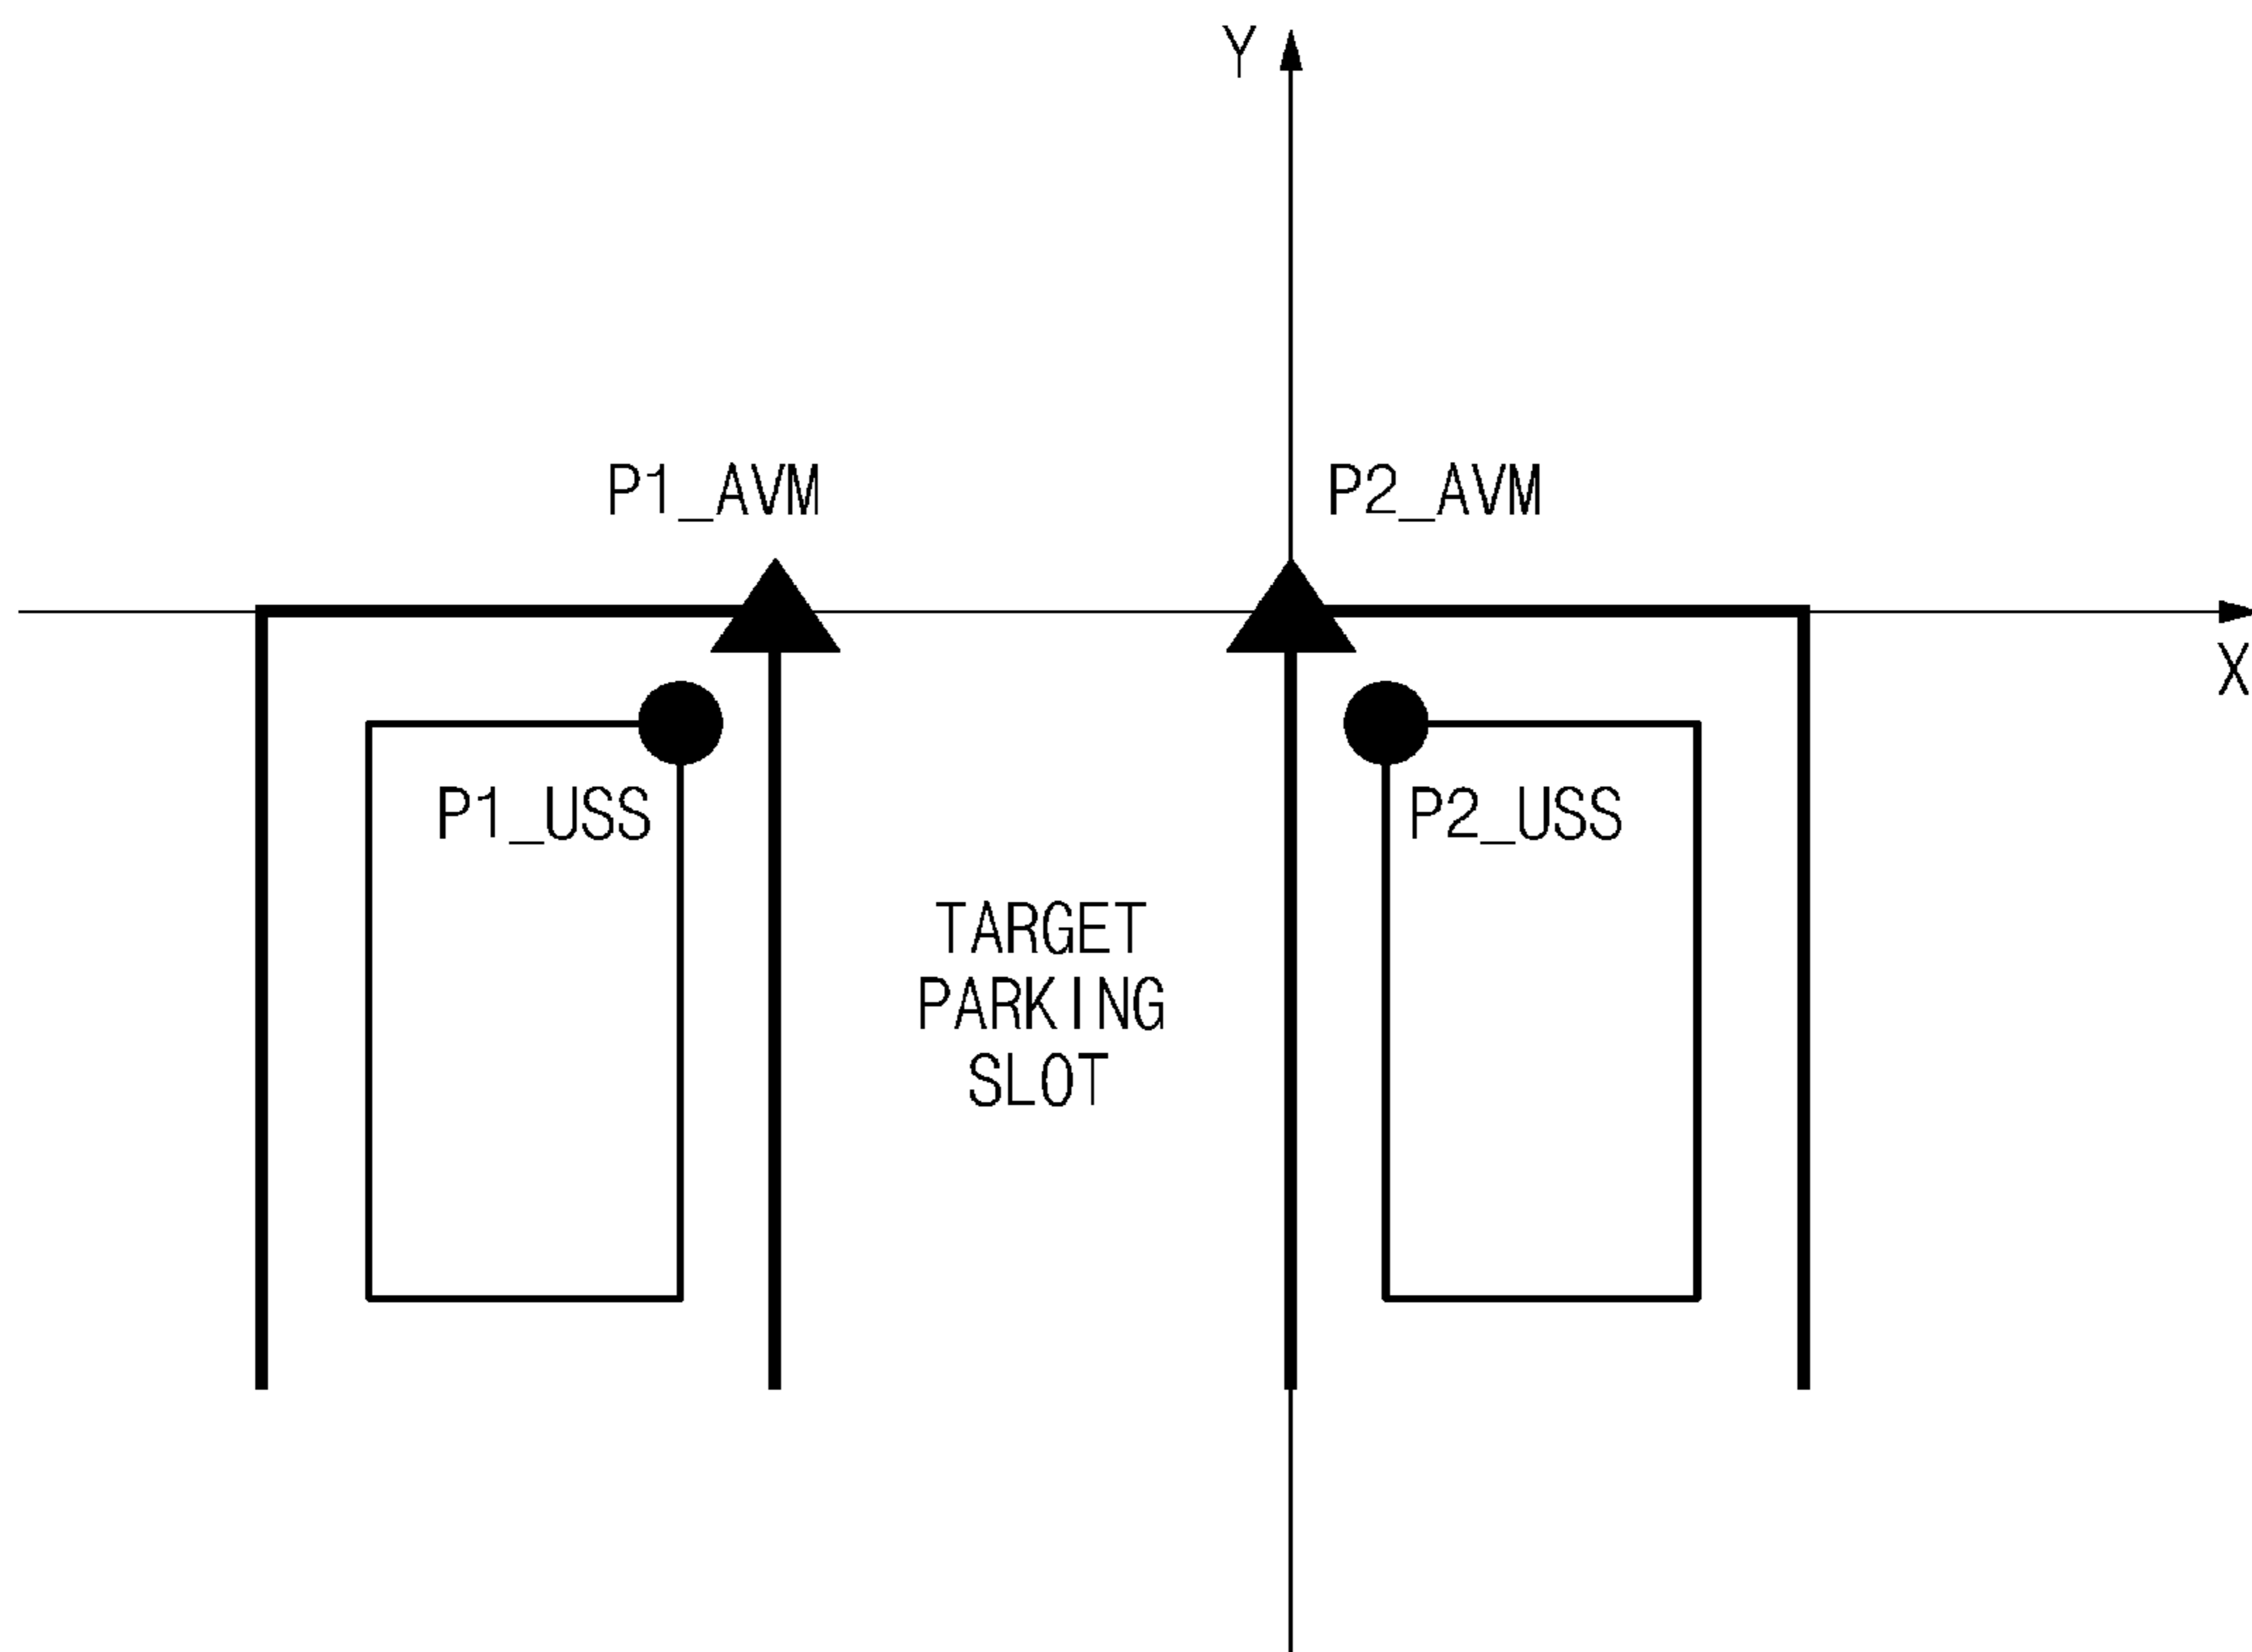 Y
P1_AVM
P2_AVM
X
P1_USS
P2_USS
TARGET
PARKING
SLOT